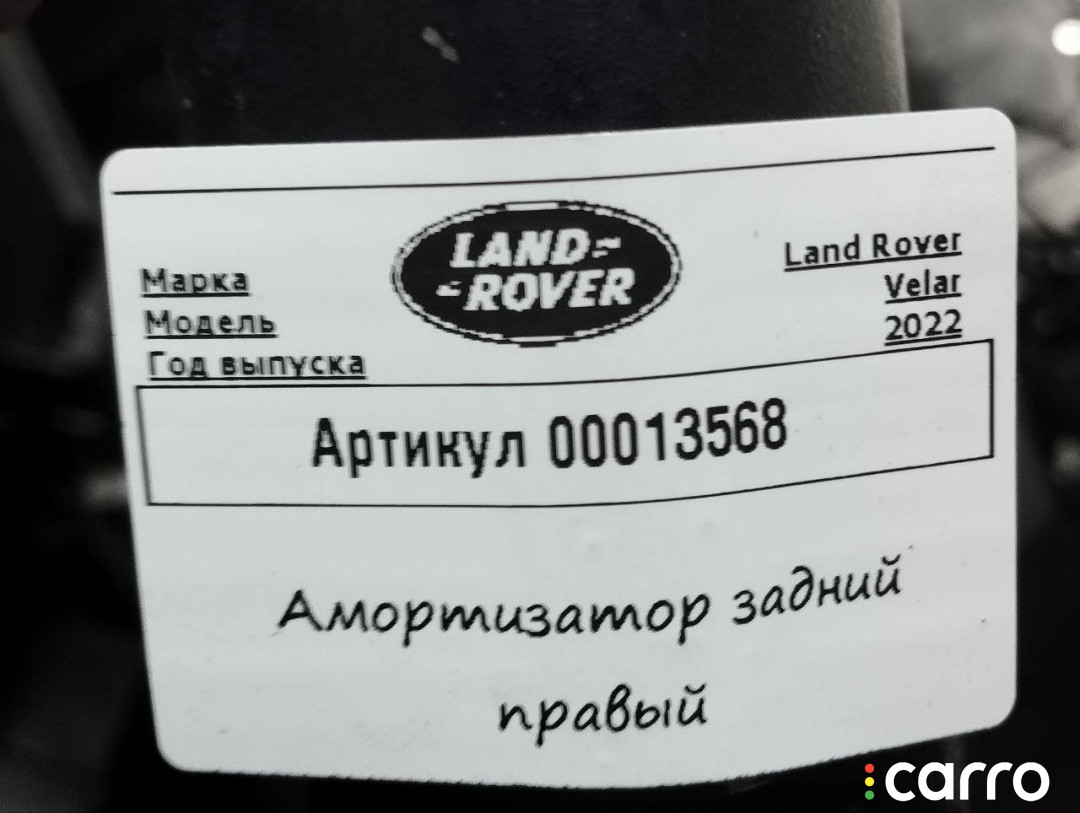 LAND-
-ROVER
Марка Land Rover
Модель Velar
Год выпуска 2022
Артикул 00013568
Амортизатор задний
правый
carro